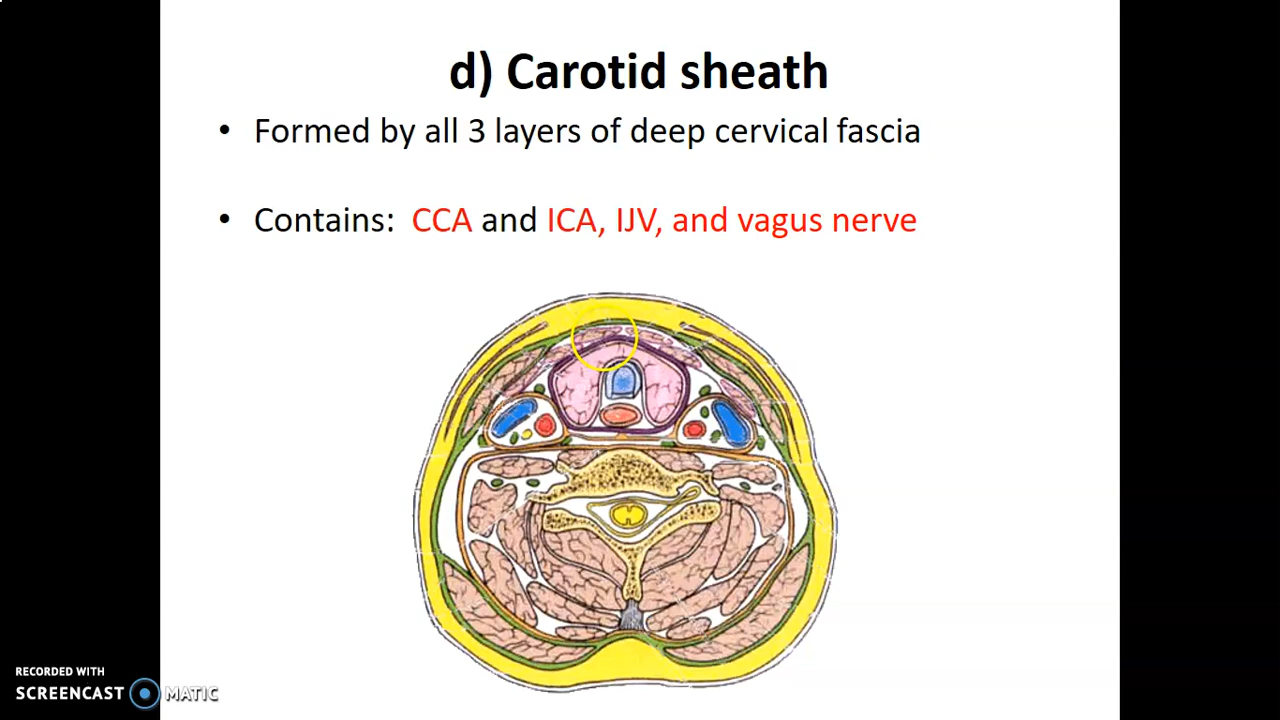 d) Carotid sheath
• Formed by all 3 layers of deep cervical fascia
• Contains: CCA and ICA, IJV, and vagus nerve
RECORDED WITH
SCREENCAST MATIC